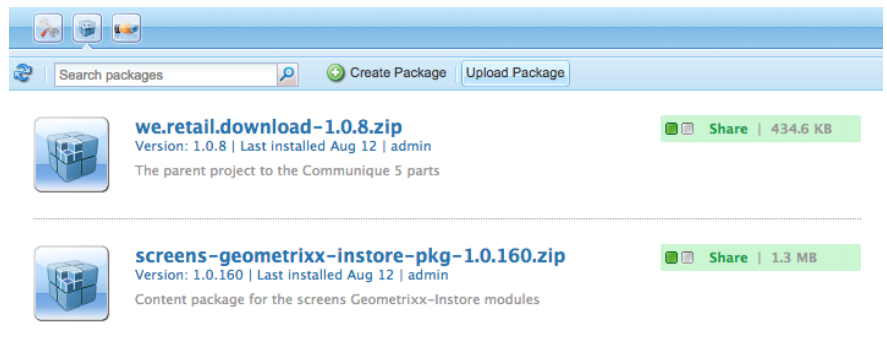 Search packages
Create Package
Upload Package
we.retail.download-1.0.8.zip
Share | 434.6 KB
Version: 1.0.8 | Last installed Aug 12 | admin
The parent project to the Communique 5 parts
screens-geometrixx-instore-pkg-1.0.160.zip
Share | 1.3 MB
Version: 1.0.160 | Last installed Aug 12 | admin
Content package for the screens Geometrixx-Instore modules